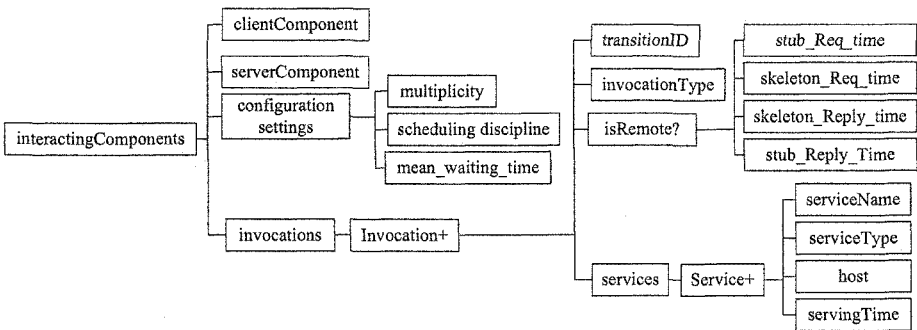 interactingComponents
clientComponent
serverComponent
configuration
settings
multiplicity
scheduling discipline
mean_waiting_time
invocations
Invocation+
transitionID
invocationType
isRemote?
stub_Req_time
skeleton_Req_time
skeleton_Reply_time
stub_Reply_Time
services
Service+
serviceName
serviceType
host
servingTime